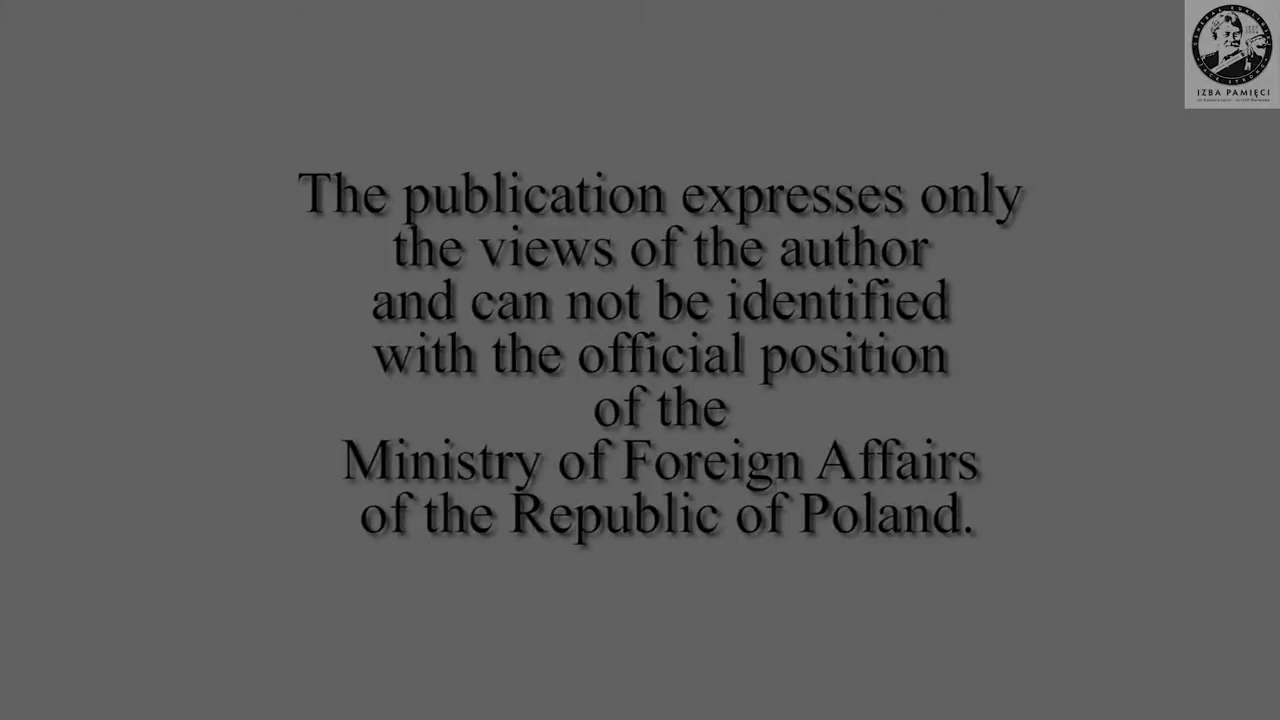 IZBA PAMIĘCI
The publication expresses only
the views of the author
and can not be identified
with the official position
of the
Ministry of Foreign Affairs
of the Republic of Poland.